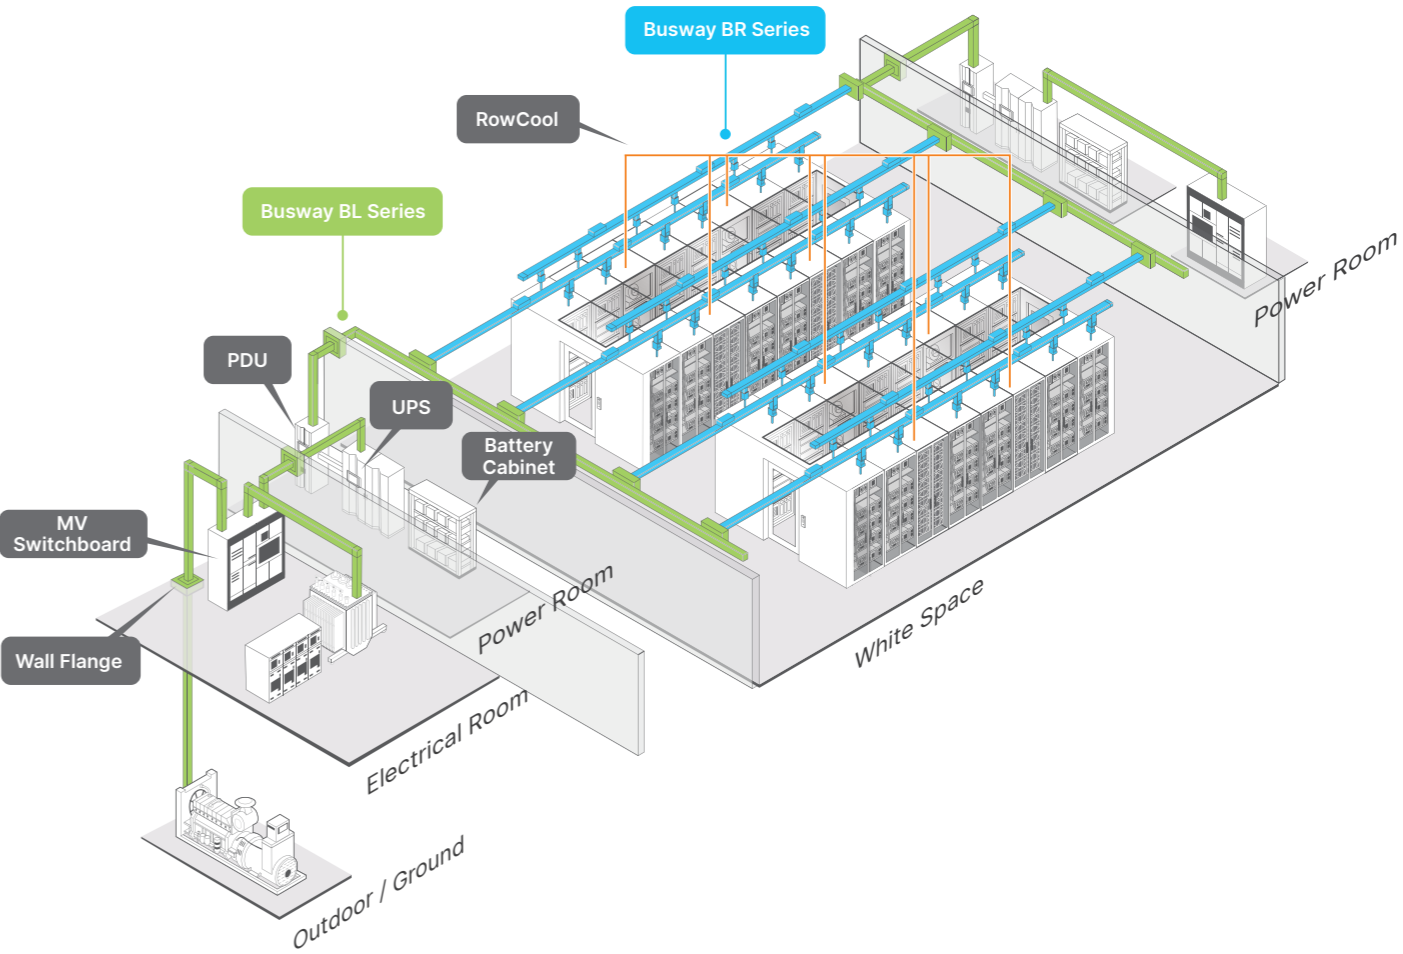 Busway BR Series
RowCool
Busway BL Series
PDU
UPS
Battery
Cabinet
MV
Switchboard
Wall Flange
Power Room
Power Room
White Space
Electrical Room
Outdoor / Ground